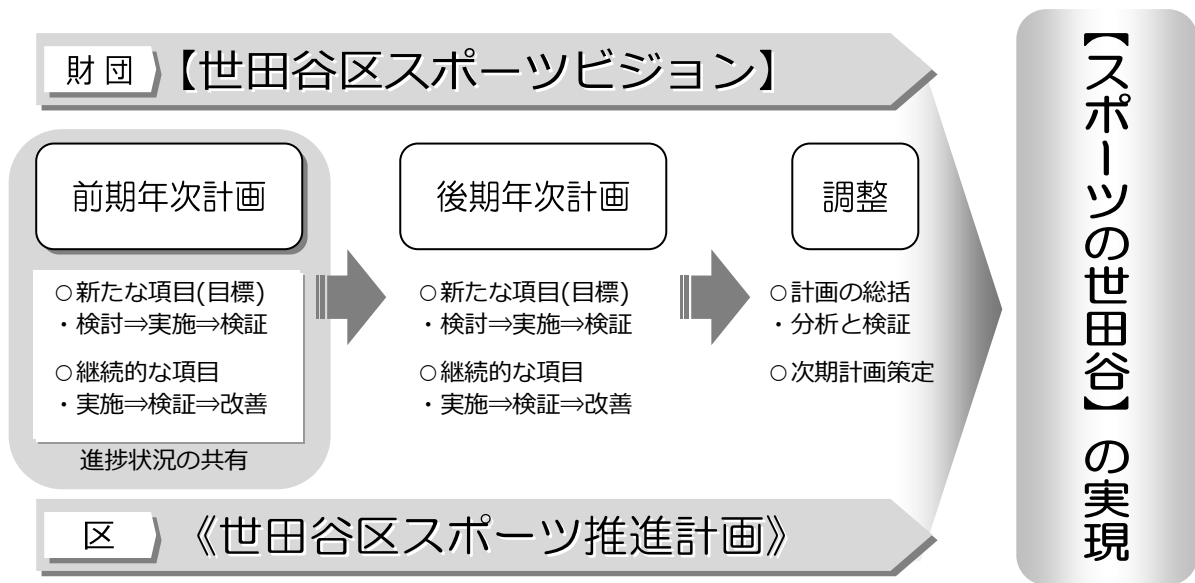 財団
【世田谷区スポーツビジョン】
前期年次計画
○新たな項目(目標)
・検討⇒実施⇒検証
○継続的な項目
・実施⇒検証⇒改善
進捗状況の共有
後期年次計画
○新たな項目(目標)
・検討⇒実施⇒検証
○継続的な項目
・実施⇒検証⇒改善
調整
○計画の総括
・分析と検証
○次期計画策定
区
《世田谷区スポーツ推進計画》
【スポーツの世田谷】の実現